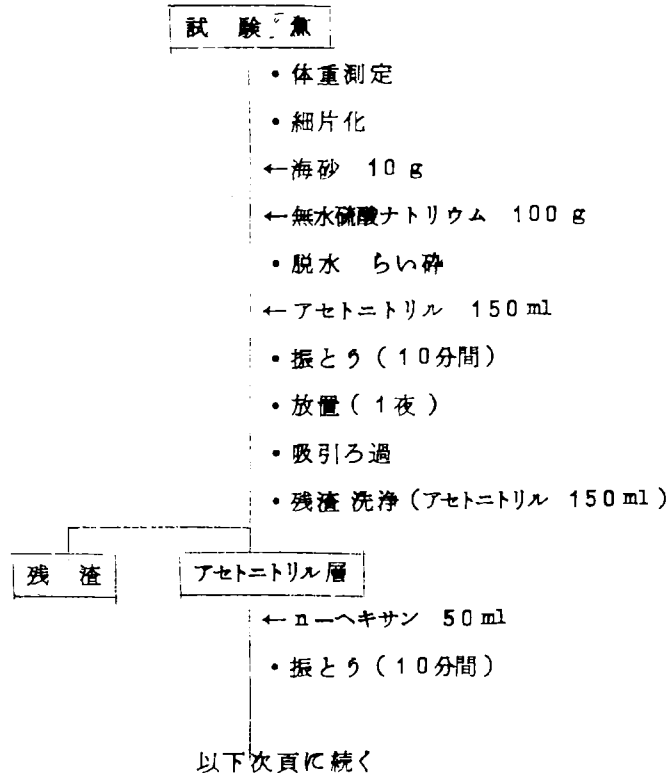 試験魚
・体重測定
・細片化
←海砂 10 g
←無水硫酸ナトリウム 100 g
・脱水 らい砕
←アセトニトリル 150 ml
・振とう（10分間）
・放置（1夜）
・吸引ろ過
・残渣 洗浄（アセトニトリル 150 ml）
残渣 アセトニトリル層
←n－ヘキサン 50 ml
・振とう（10分間）
以下次頁に続く